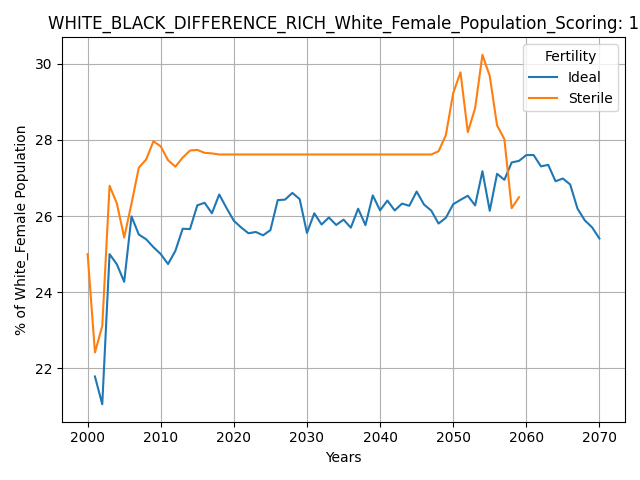 WHITE_BLACK_DIFFERENCE_RICH_White_Female_Population_Scoring: 1
% of White_Female Population
30
28
26
24
22
Fertility
Ideal
Sterile
2000 2010 2020 2030 2040 2050 2060 2070
Years